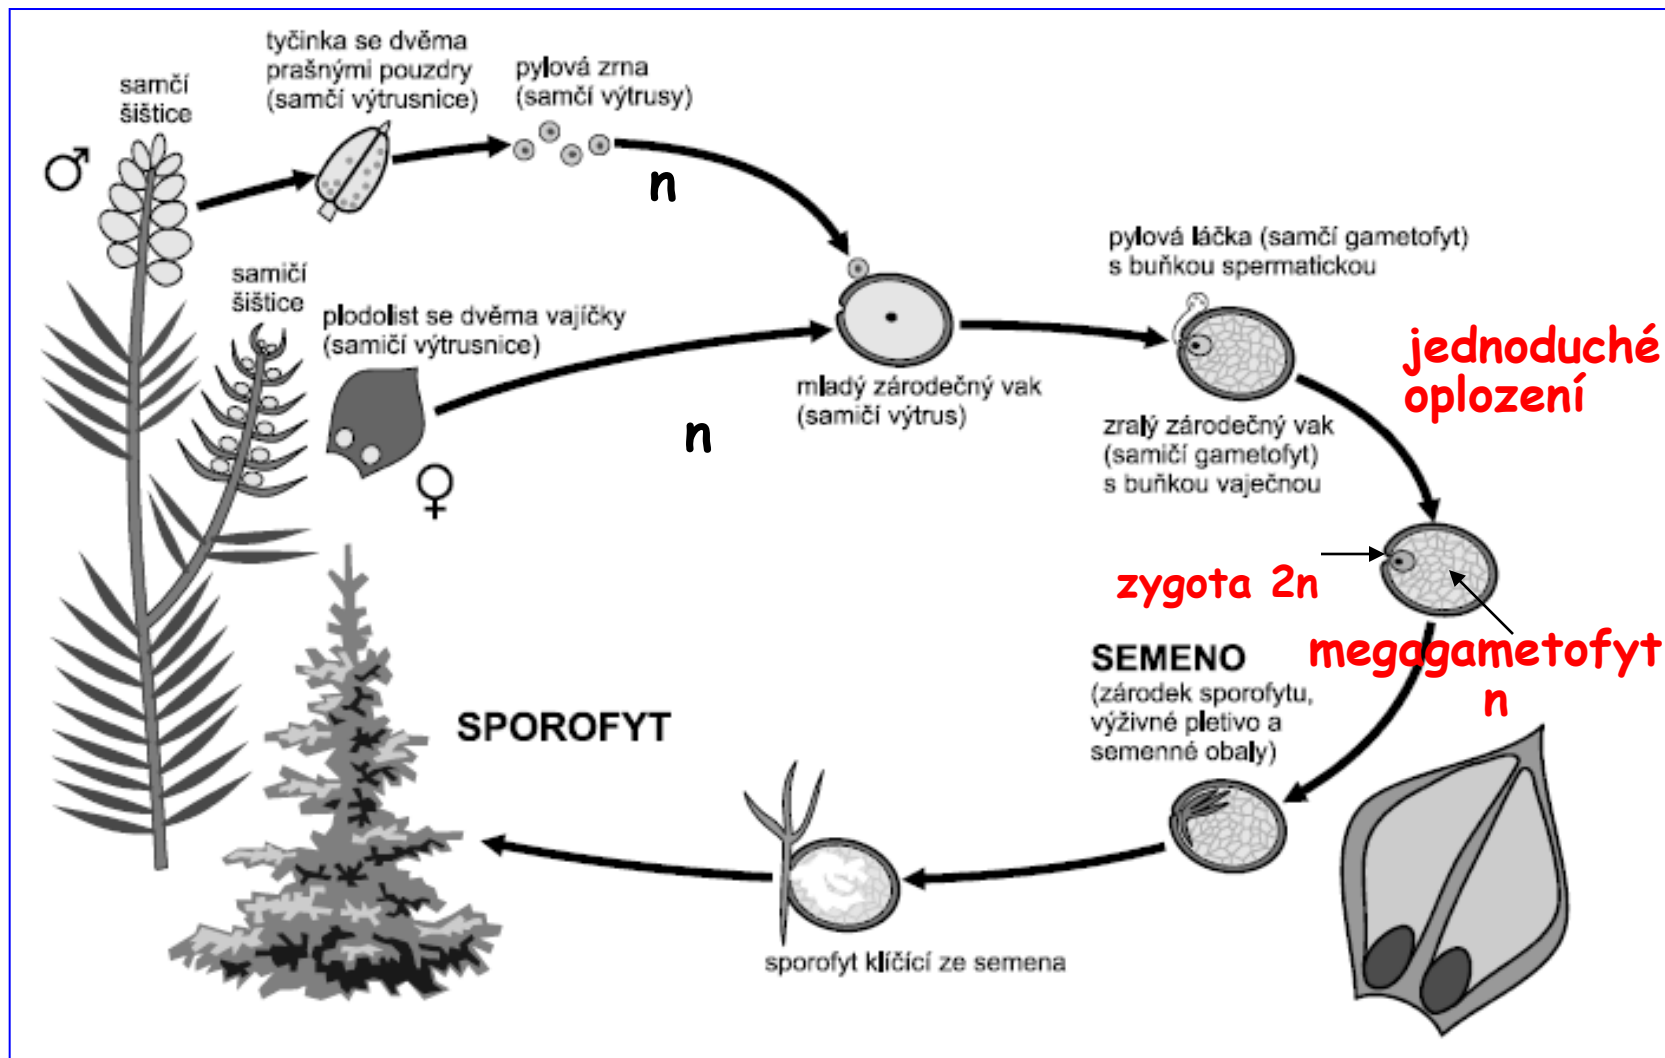 tyčinka se dvěma
prašnými pouzdry
(samčí výtrusnice)
pylová zrna
(samčí výtrusy)
samčí
šištice
n
samičí
šištice
plodolist se dvěma vajíčky
(samičí výtrusnice)
pylová láčka (samčí gametofyt)
s buňkou spermatickou
mladý zárodečný vak
(samičí výtrus)
n
jednoduché
oplození
zralý zárodečný vak
(samičí gametofyt)
s buňkou vaječnou
zygota 2n
megagametofyt
n
SEMENO
(zárodek sporofytu,
výživné pletivo a
semenné obaly)
SPOROFYT
sporofyt klíčící ze semena